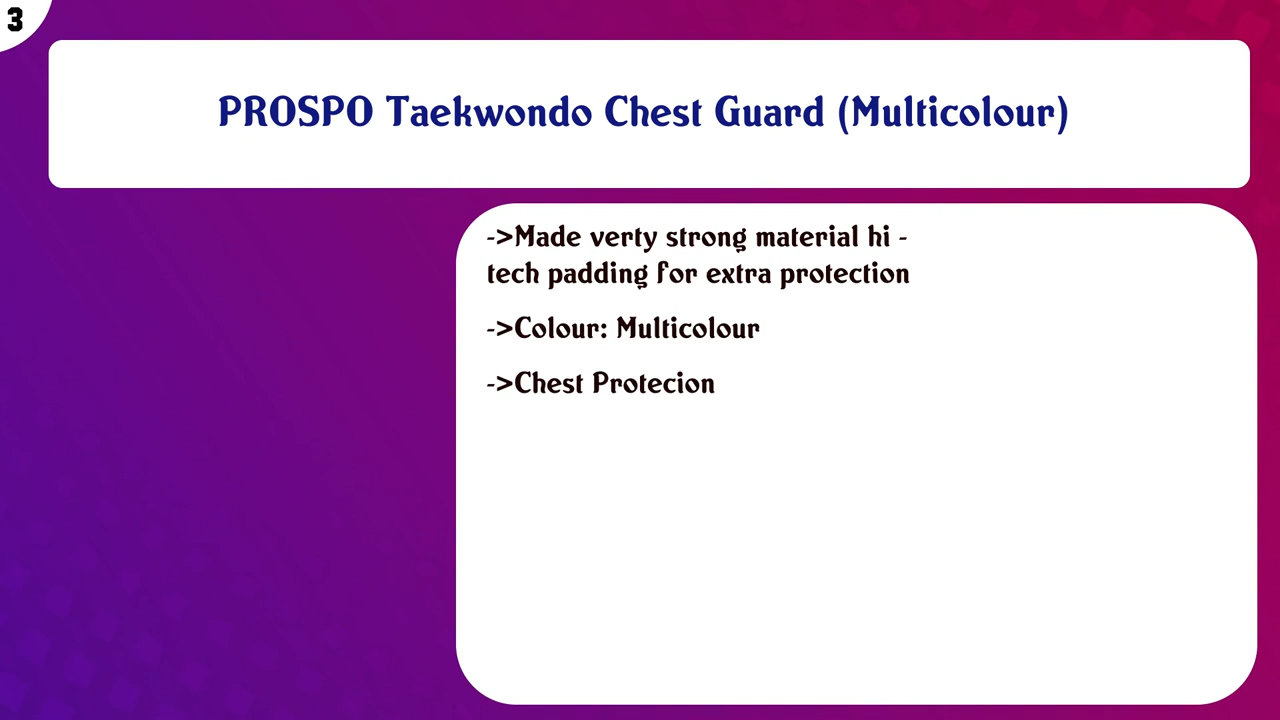 3
PROSPO Taekwondo Chest Guard (Multicolour)
->Made verty strong material hi -
tech padding for extra protection
->Colour: Multicolour
->Chest Protecion